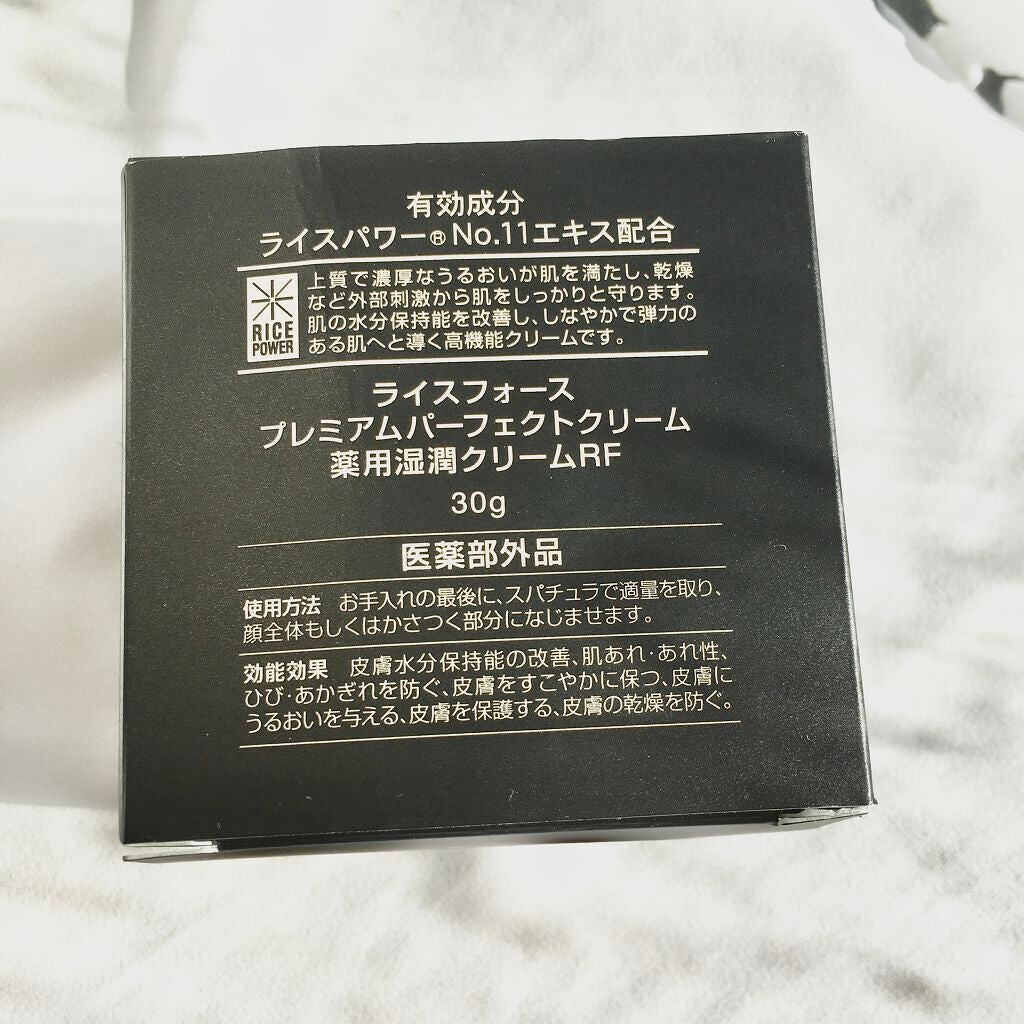 有効成分
ライスパワー®No.11エキス配合
上質で濃厚なうるおいが肌を満たし、乾燥
など外部刺激から肌をしっかりと守ります。
肌の水分保持能を改善し、しなやかで弾力の
ある肌へと導く高機能クリームです。
RICE
POWER
ライスフォース
プレミアムパーフェクトクリーム
薬用湿潤クリームRF
30g
医薬部外品
使用方法 お手入れの最後に、スパチュラで適量を取り、
顔全体もしくはかさつく部分になじませます。
効能効果 皮膚水分保持能の改善、肌あれ・あれ性、
ひび・あかぎれを防ぐ、皮膚をすこやかに保つ、皮膚に
うるおいを与える、皮膚を保護する、皮膚の乾燥を防ぐ。